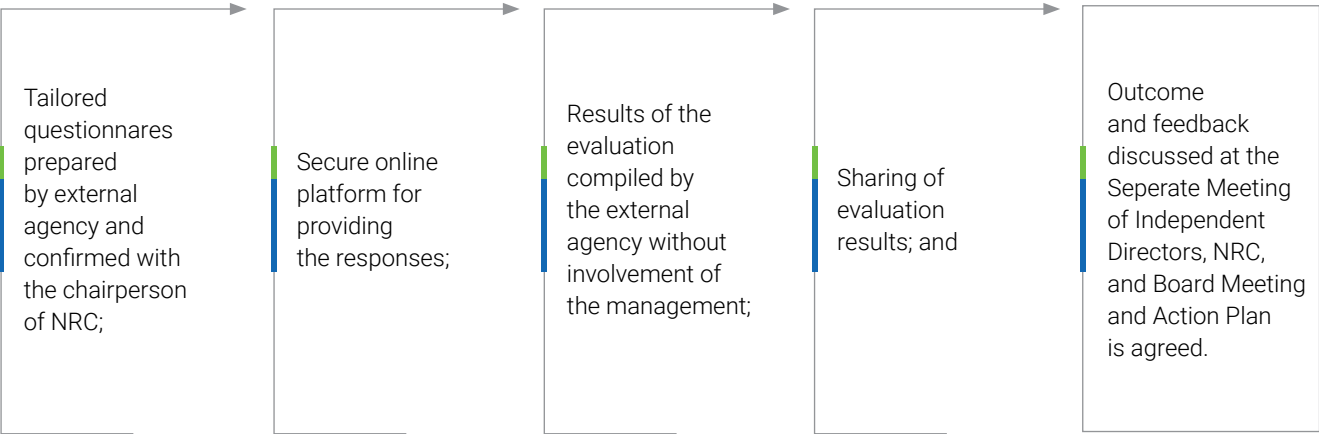 Tailored
questionnares
prepared
by external
agency and
confirmed with
the chairperson
of NRC;
Secure online
platform for
providing
the responses;
Results of the
evaluation
compiled by
the external
agency without
involvement of
the management;
Sharing of
evaluation
results; and
Outcome
and feedback
discussed at the
Seperate Meeting
of Independent
Directors, NRC,
and Board Meeting
and Action Plan
is agreed.